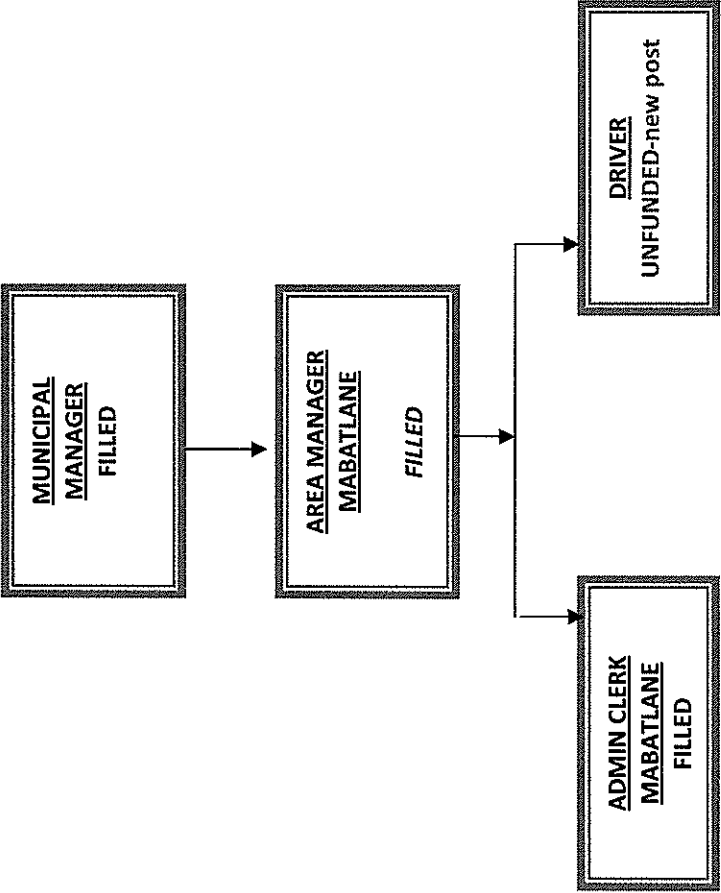 MUNICIPAL
MANAGER
FILLED
AREA MANAGER
MABATLANE
FILLED
ADMIN CLERK
MABATLANE
FILLED
DRIVER
UNFUNDED-new post